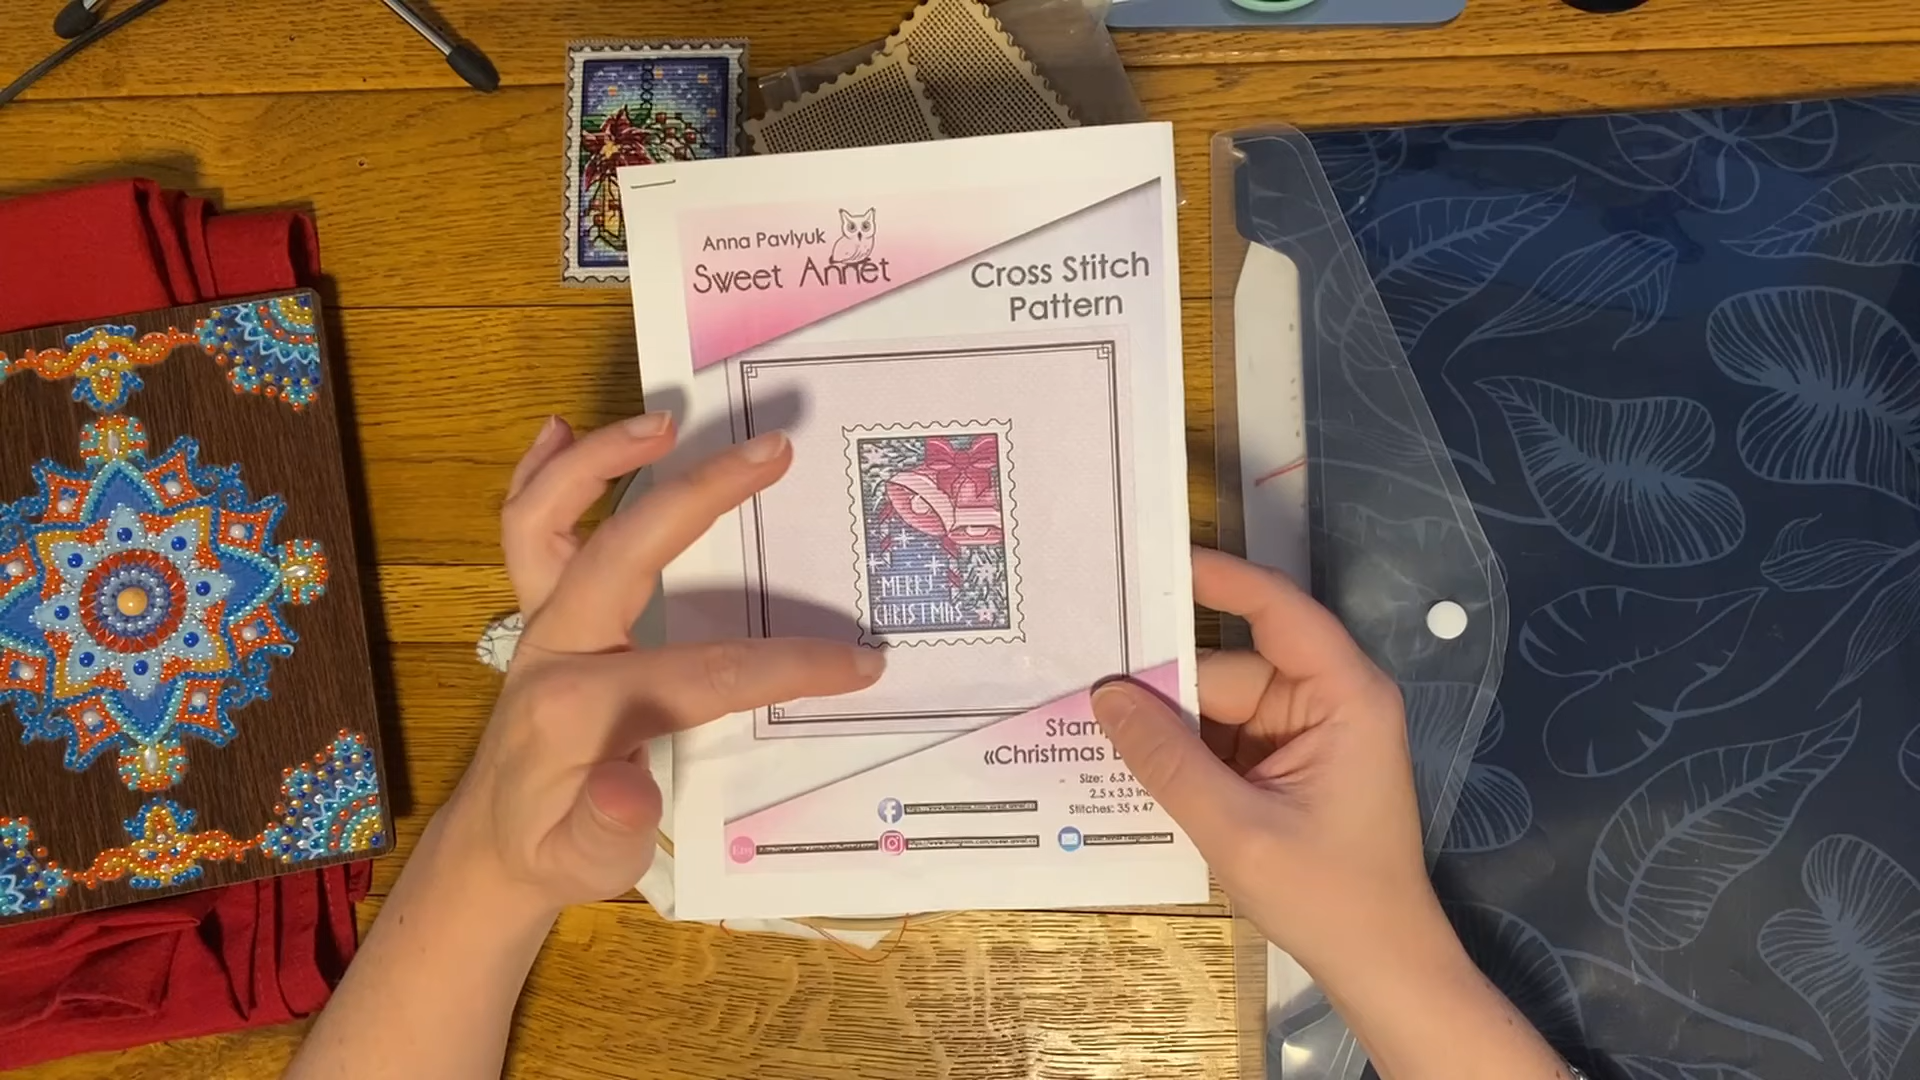 Anna Pavlyuk
Sweet Annet
Cross Stitch
Pattern
MERRY
CHRISTMAS
Stam
«Christmas
Size: 6.3 x
2.5 x 3.3
Stitches: 35 x 47
Etsy